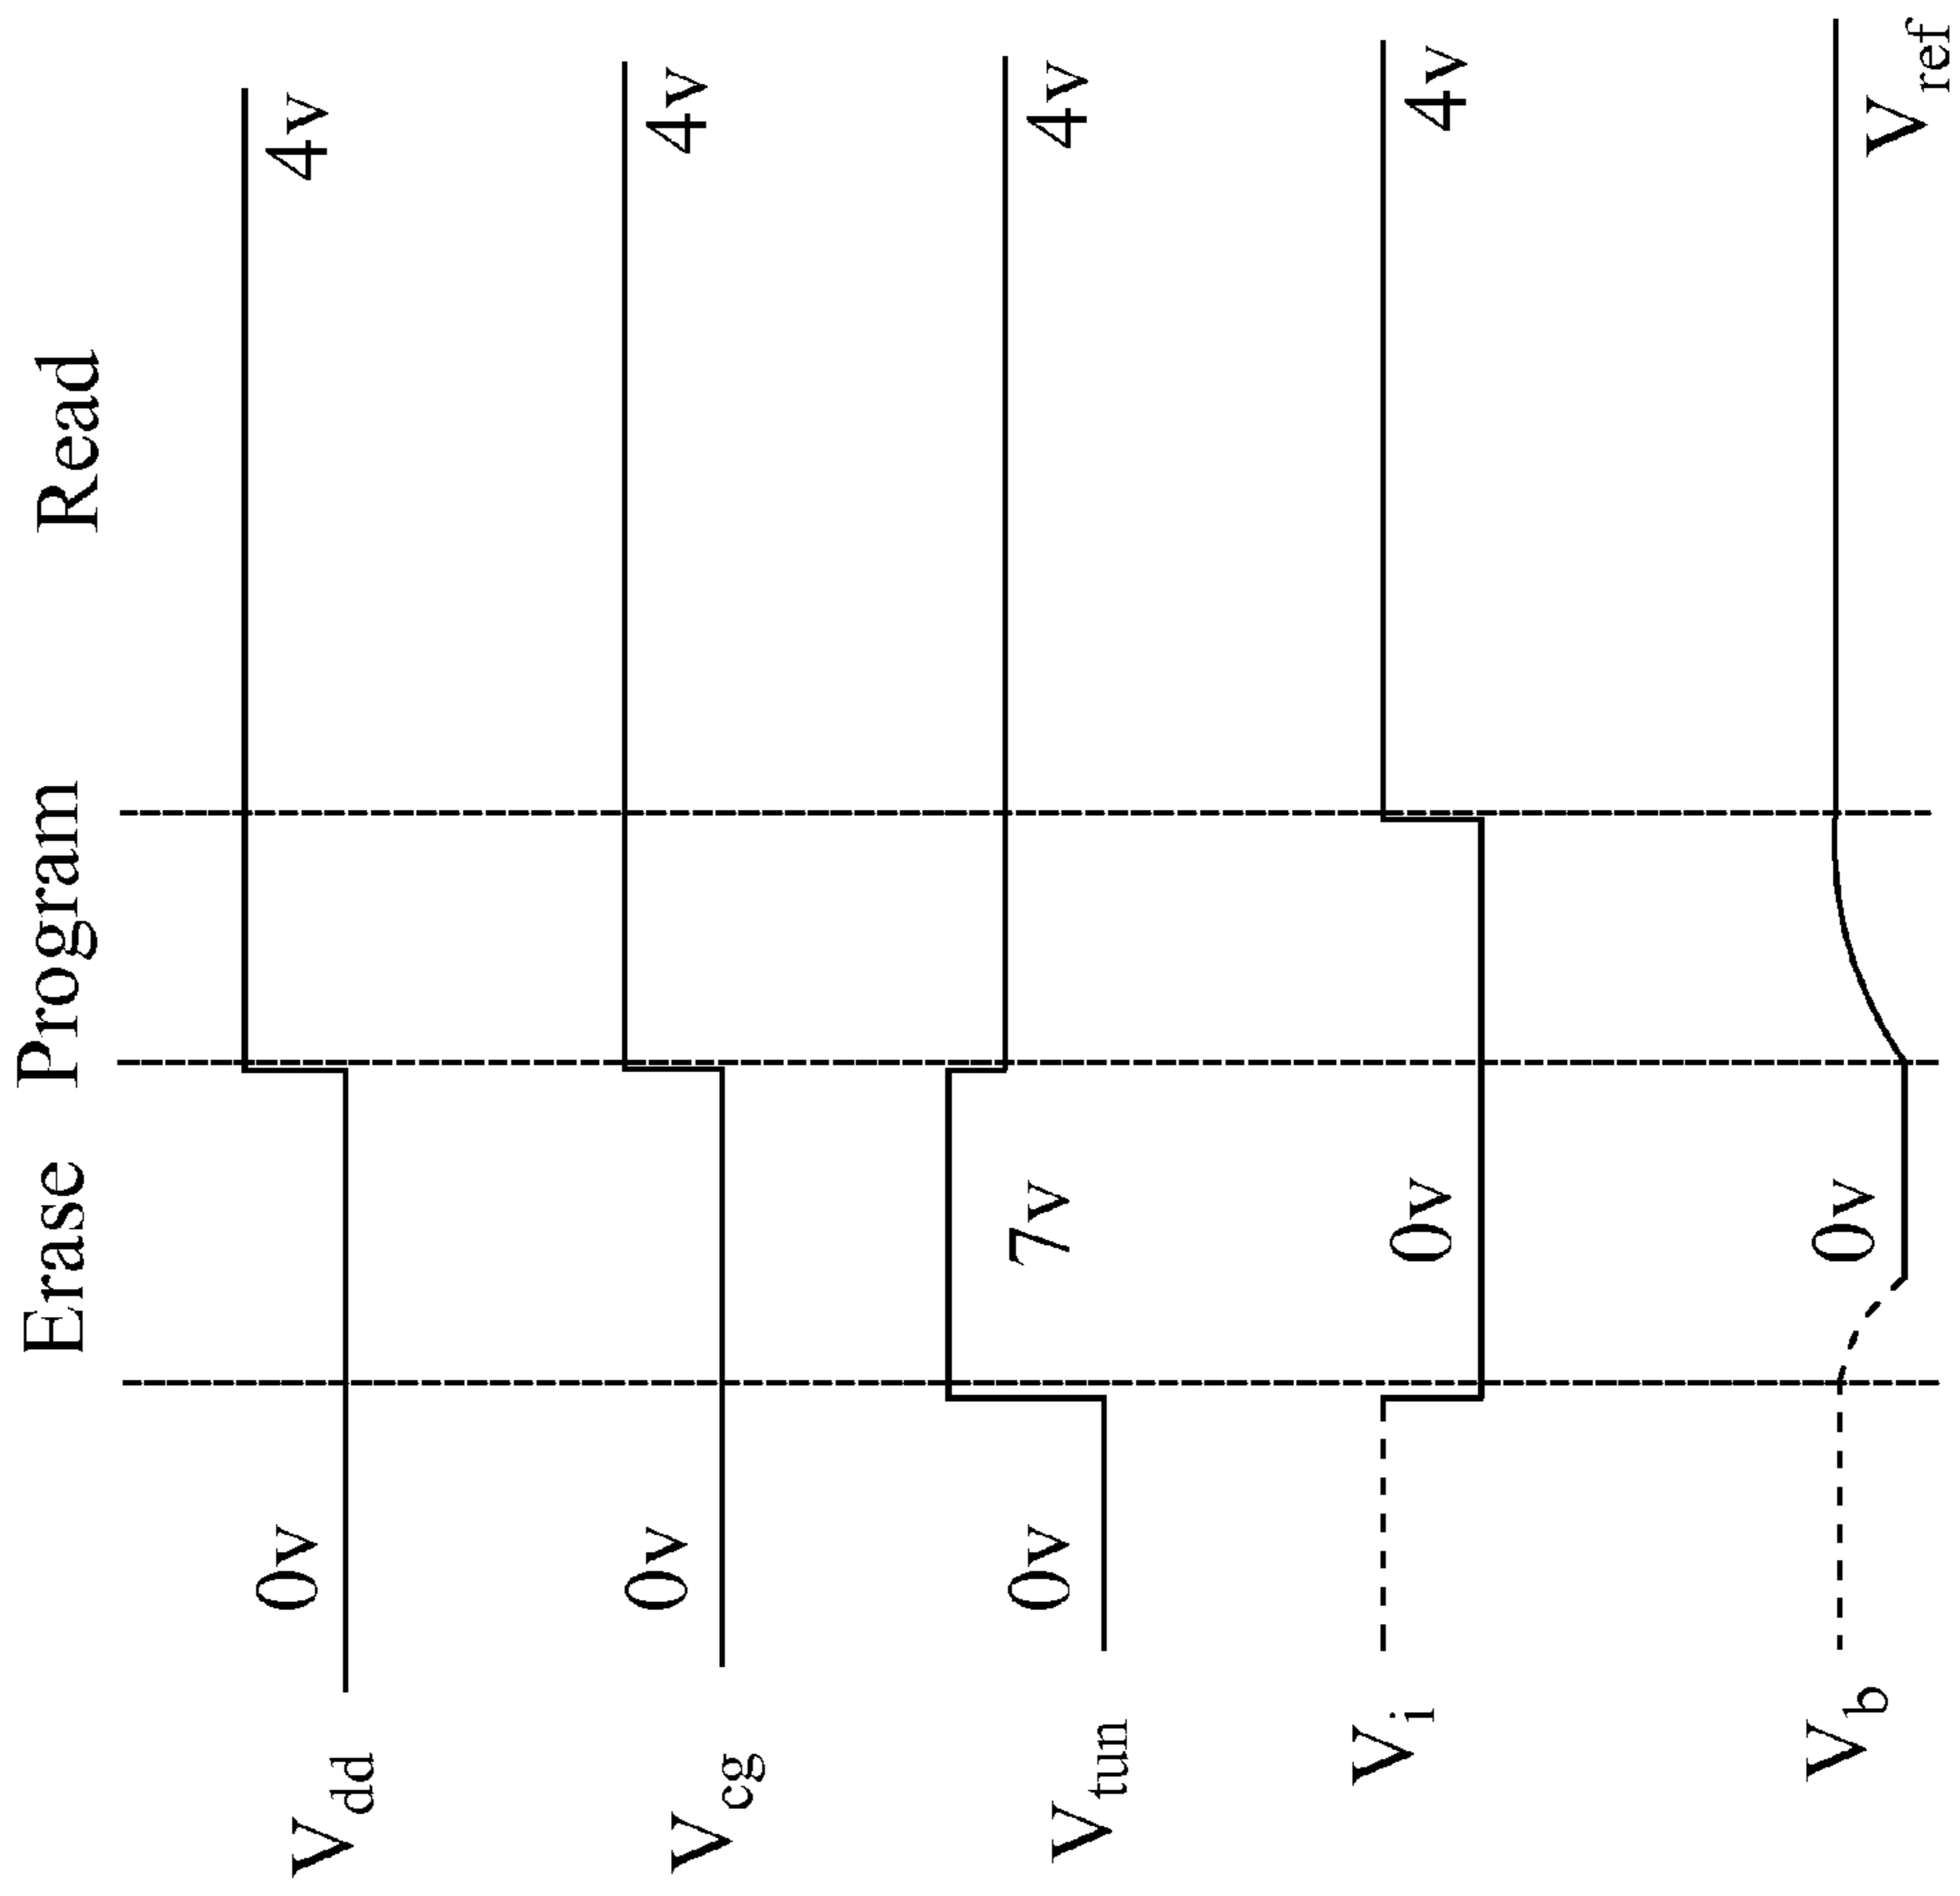 Erase Program Read
V_dd 0v 4v
V_cg 0v 4v
V_tun 0v 7v 4v
V_i 0v 4v
V_b 0v V_ref